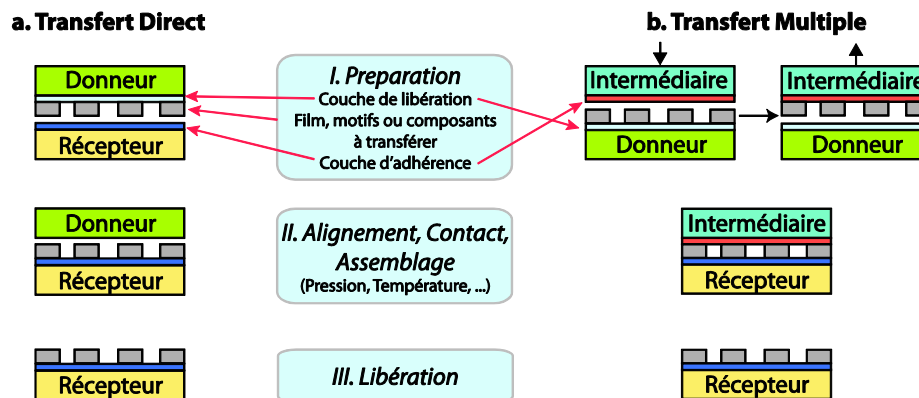 a. Transfert Direct
b. Transfert Multiple
Donneur
Récepteur
I. Preparation
Couche de libération
Film, motifs ou composants
à transférer
Couche d'adhérence
Intermédiaire
Donneur
Intermédiaire
Donneur
Donneur
Récepteur
II. Alignement, Contact,
Assemblage
(Pression, Température, ...)
Intermédiaire
Récepteur
Récepteur
III. Libération
Récepteur